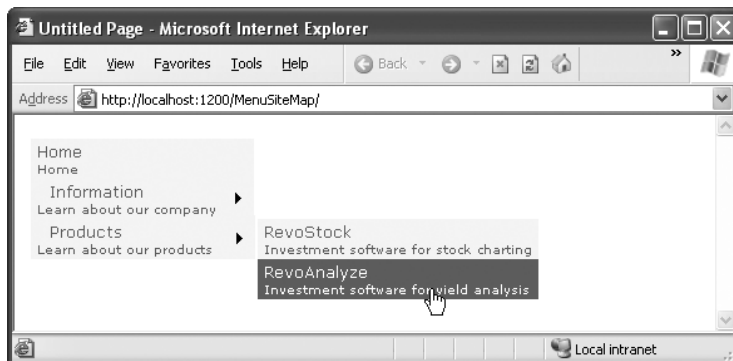 Untitled Page - Microsoft Internet Explorer
File Edit View Favorites Tools Help Back »
Address http://localhost:1200/MenuSiteMap/
Home
Home
Information
Learn about our company
Products
Learn about our products
RevoStock
Investment software for stock charting
RevoAnalyze
Investment software for yield analysis
Local intranet